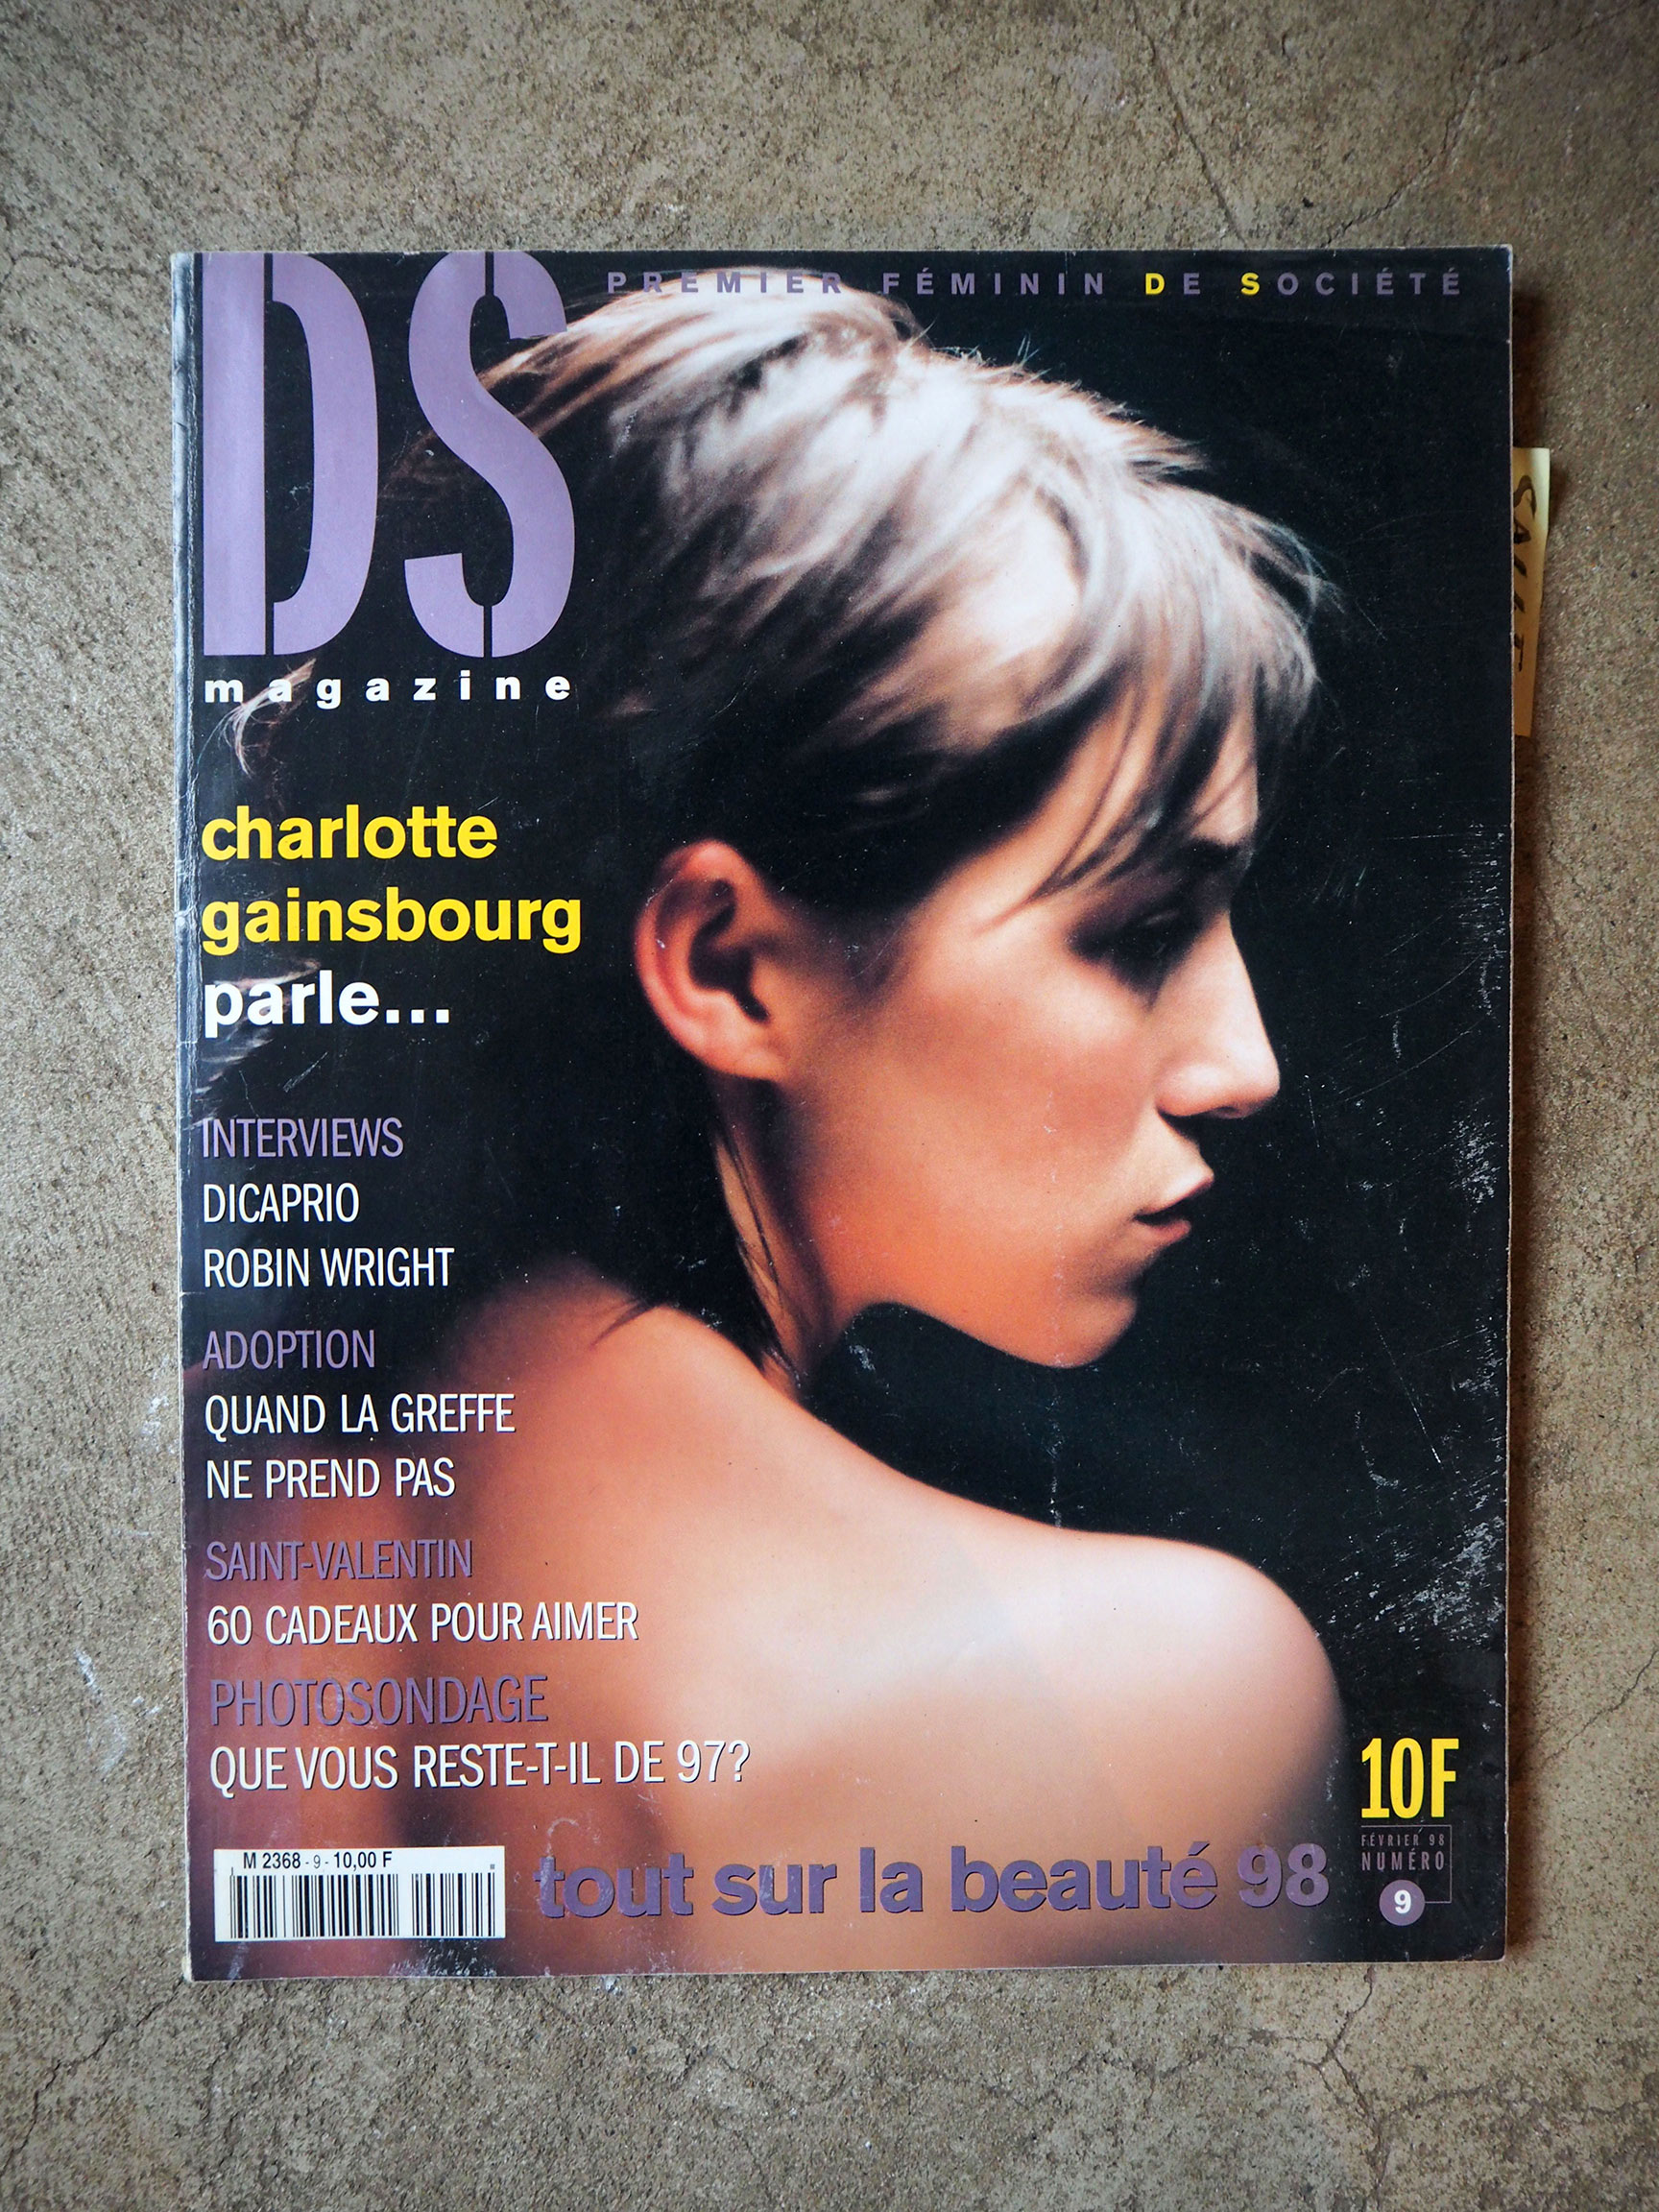 DS
PREMIER FÉMININ DE SOCIÉTÉ
magazine
charlotte
gainsbourg
parle...
INTERVIEWS
DICAPRIO
ROBIN WRIGHT
ADOPTION
QUAND LA GREFFE
NE PREND PAS
SAINT-VALENTIN
60 CADEAUX POUR AIMER
PHOTOSONDAGE
QUE VOUS RESTE-T-IL DE 97?
10F
FÉVRIER 98
NUMÉRO
9
M 2368 - 9 - 10,00 F
tout sur la beauté 98